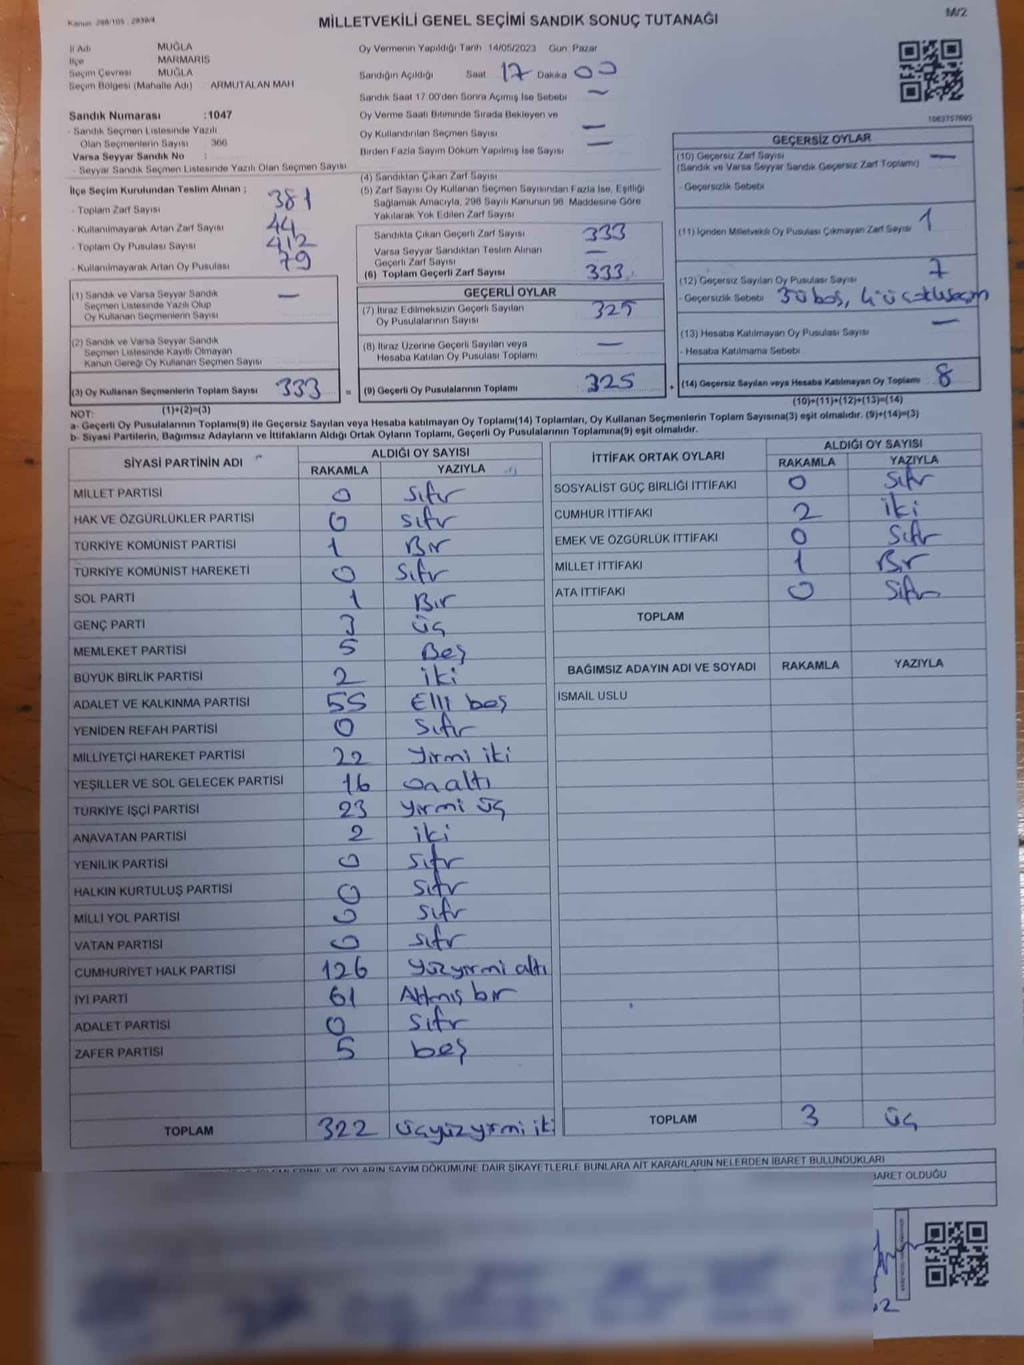 Kanun: 298/105 , 2839/4
MİLLETVEKİLİ GENEL SEÇİMİ SANDIK SONUÇ TUTANAĞI
M/2
İl Adı MUĞLA
İlçe MARMARİS
Seçim Çevresi MUĞLA
Seçim Bölgesi (Mahalle Adı) ARMUTALAN MAH
Sandık Numarası :1047
- Sandık Seçmen Listesinde Yazılı
Olan Seçmenlerin Sayısı 366
Varsa Seyyar Sandık No :
- Seyyar Sandık Seçmen Listesinde Yazılı Olan Seçmen Sayısı
İlçe Seçim Kurulundan Teslim Alınan ;
- Toplam Zarf Sayısı 381
- Kullanılmayarak Artan Zarf Sayısı 44
- Toplam Oy Pusulası Sayısı 412
- Kullanılmayarak Artan Oy Pusulası 79
(1) Sandık ve Varsa Seyyar Sandık
Seçmen Listesinde Yazılı Olup
Oy Kullanan Seçmenlerin Sayısı —
(2) Sandık ve Varsa Seyyar Sandık
Seçmen Listesinde Kayıtlı Olmayan
Kanun Gereği Oy Kullanan Seçmen Sayısı
(3) Oy Kullanan Seçmenlerin Toplam Sayısı 333 =
(1)+(2)=(3)
Oy Vermenin Yapıldığı Tarih 14/05/2023 Gün: Pazar
Sandığın Açıldığı Saat 17 Dakika 00
Sandık Saat 17.00'den Sonra Açılmış İse Sebebi —
Oy Verme Saati Bitiminde Sırada Bekleyen ve
Oy Kullandırılan Seçmen Sayısı —
Birden Fazla Sayım Döküm Yapılmış İse Sayısı —
(4) Sandıktan Çıkan Zarf Sayısı
(5) Zarf Sayısı Oy Kullanan Seçmen Sayısından Fazla İse, Eşitliği
Sağlamak Amacıyla, 298 Sayılı Kanunun 98. Maddesine Göre
Yakılarak Yok Edilen Zarf Sayısı
Sandıkta Çıkan Geçerli Zarf Sayısı 333
Varsa Seyyar Sandıktan Teslim Alınan
Geçerli Zarf Sayısı —
(6) Toplam Geçerli Zarf Sayısı 333
GEÇERLİ OYLAR
(7) İtiraz Edilmeksizin Geçerli Sayılan
Oy Pusulalarının Sayısı 325
(8) İtiraz Üzerine Geçerli Sayılan veya
Hesaba Katılan Oy Pusulası Toplamı —
(9) Geçerli Oy Pusulalarının Toplamı 325 +
1063757693
GEÇERSİZ OYLAR
(10) Geçersiz Zarf Sayısı —
(Sandık ve Varsa Seyyar Sandık Geçersiz Zarf Toplamı)
- Geçersizlik Sebebi
(11) İçinden Milletvekili Oy Pusulası Çıkmayan Zarf Sayısı 1
(12) Geçersiz Sayılan Oy Pusulası Sayısı 7
- Geçersizlik Sebebi
(13) Hesaba Katılmayan Oy Pusulası Sayısı —
- Hesaba Katılmama Sebebi
(14) Geçersiz Sayılan veya Hesaba Katılmayan Oy Toplamı 8
(10)+(11)+(12)+(13)=(14)
NOT:
a- Geçerli Oy Pusulalarının Toplamı(9) ile Geçersiz Sayılan veya Hesaba katılmayan Oy Toplamı(14) Toplamları, Oy Kullanan Seçmenlerin Toplam Sayısına(3) eşit olmalıdır. (9)+(14)=(3)
b- Siyasi Partilerin, Bağımsız Adayların ve İttifakların Aldığı Ortak Oyların Toplamı, Geçerli Oy Pusulalarının Toplamına(9) eşit olmalıdır.
SİYASİ PARTİNİN ADI ALDIĞI OY SAYISI
RAKAMLA YAZIYLA
MİLLET PARTİSİ 0 Sıfır
HAK VE ÖZGÜRLÜKLER PARTİSİ 0 Sıfır
TÜRKİYE KOMÜNİST PARTİSİ 1 Bir
TÜRKİYE KOMÜNİST HAREKETİ 0 Sıfır
SOL PARTİ 1 Bir
GENÇ PARTİ 3 üç
MEMLEKET PARTİSİ 5 Beş
BÜYÜK BİRLİK PARTİSİ 2 iki
ADALET VE KALKINMA PARTİSİ 55 Elli beş
YENİDEN REFAH PARTİSİ 0 Sıfır
MİLLİYETÇİ HAREKET PARTİSİ 22 Yirmi iki
YEŞİLLER VE SOL GELECEK PARTİSİ 16 onaltı
TÜRKİYE İŞÇİ PARTİSİ 23 yirmi üç
ANAVATAN PARTİSİ 2 iki
YENİLİK PARTİSİ 0 Sıfır
HALKIN KURTULUŞ PARTİSİ 0 Sıfır
MİLLİ YOL PARTİSİ 0 Sıfır
VATAN PARTİSİ 0 Sıfır
CUMHURİYET HALK PARTİSİ 126 Yüzyirmi altı
İYİ PARTİ 61 Altmış bir
ADALET PARTİSİ 0 Sıfır
ZAFER PARTİSİ 5 beş
TOPLAM 322 üçyüzyirmi iki
İTTİFAK ORTAK OYLARI ALDIĞI OY SAYISI
RAKAMLA YAZIYLA
SOSYALİST GÜÇ BİRLİĞİ İTTİFAKI 0 Sıfır
CUMHUR İTTİFAKI 2 iki
EMEK VE ÖZGÜRLÜK İTTİFAKI 0 Sıfır
MİLLET İTTİFAKI 1 Bir
ATA İTTİFAKI 0 Sıfır
TOPLAM
BAĞIMSIZ ADAYIN ADI VE SOYADI RAKAMLA YAZIYLA
İSMAİL USLU
TOPLAM 3 üç
VE OYLARIN SAYIM DÖKÜMÜNE DAİR ŞİKAYETLERLE BUNLARA AİT KARARLARIN NELERDEN İBARET BULUNDUKLARI
İBARET OLDUĞU